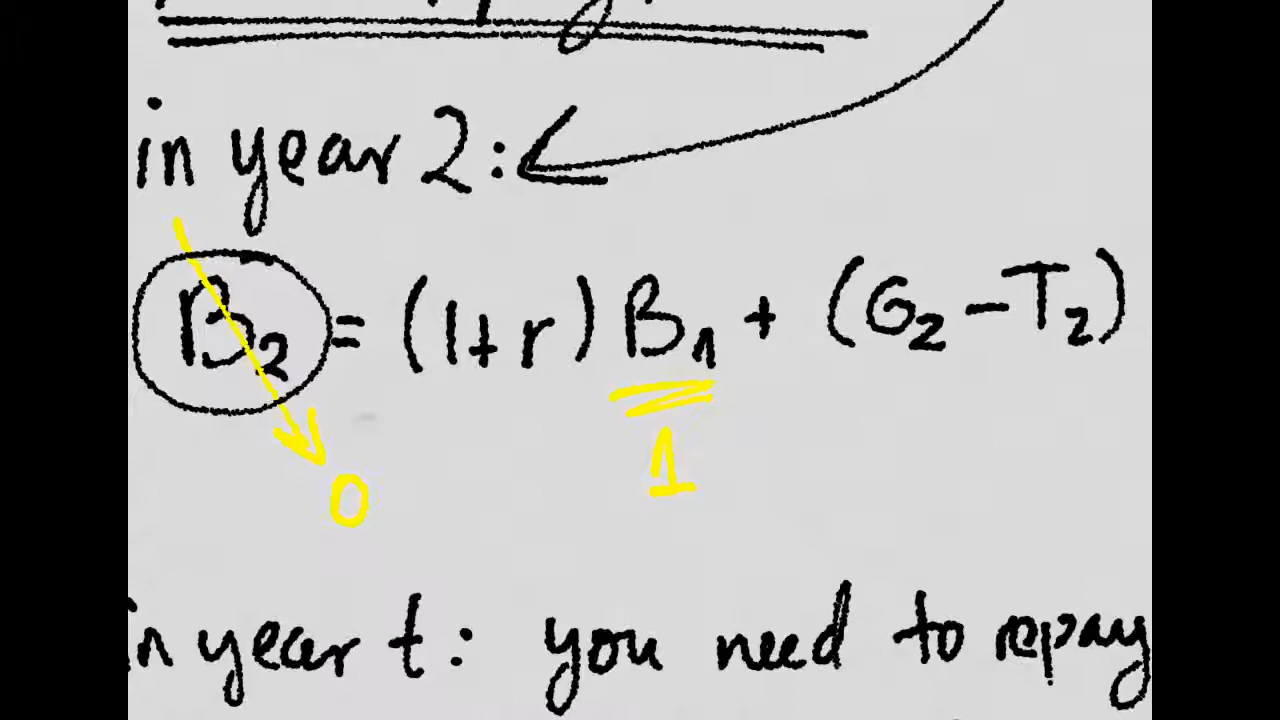 in year 2:
B₂ = (1+r) B₁ + (G₂ - T₂)
0
1
in year t: you need to repay